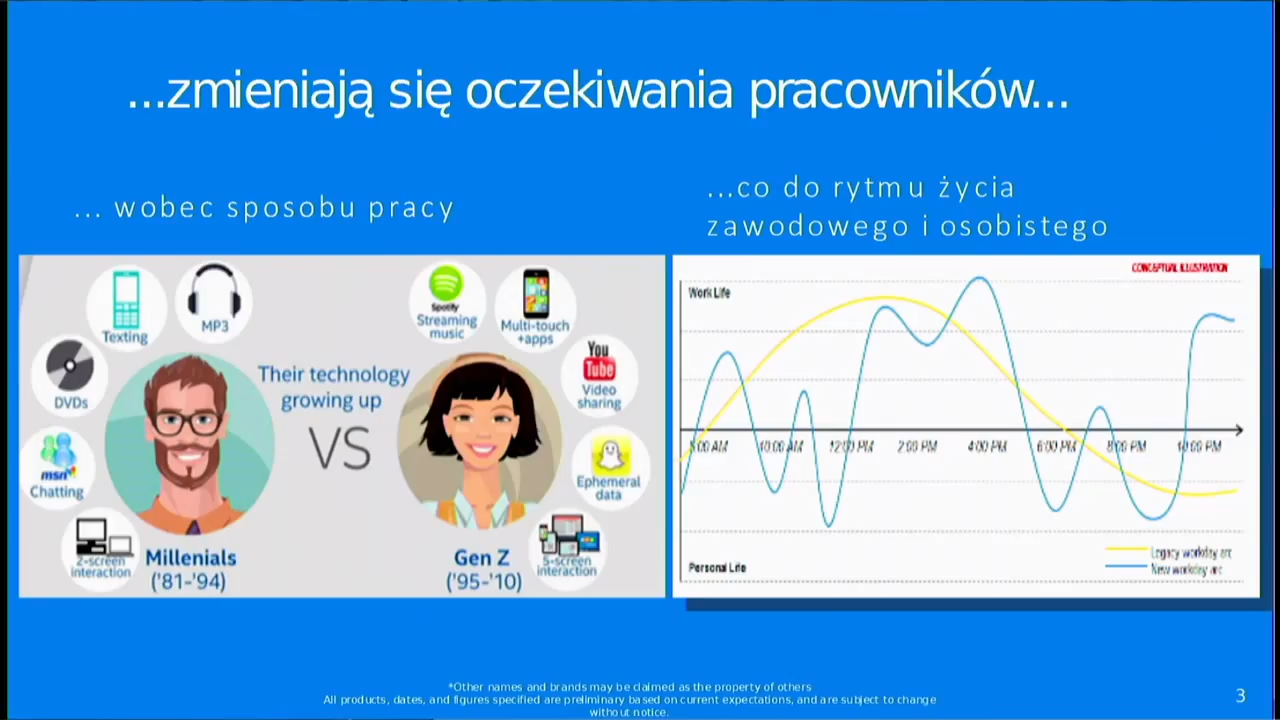 ...zmieniają się oczekiwania pracowników...
... wobec sposobu pracy
...co do rytmu życia
zawodowego i osobistego
Texting
MP3
DVDs
msn
Chatting
2-screen
interaction
Their technology
growing up
VS
Millenials
('81-'94)
Spotify
Streaming
music
Multi-touch
+apps
You
Tube
Video
sharing
Ephemeral
data
5-screen
interaction
Gen Z
('95-'10)
CONCEPTUAL ILLUSTRATION
Work Life
10:00 AM
12:00 PM
2:00 PM
4:00 PM
6:00 PM
8:00 PM
10:00 PM
Legacy workday arc
New workday arc
Personal Life
*Other names and brands may be claimed as the property of others
All products, dates, and figures specified are preliminary based on current expectations, and are subject to change
without notice.
3